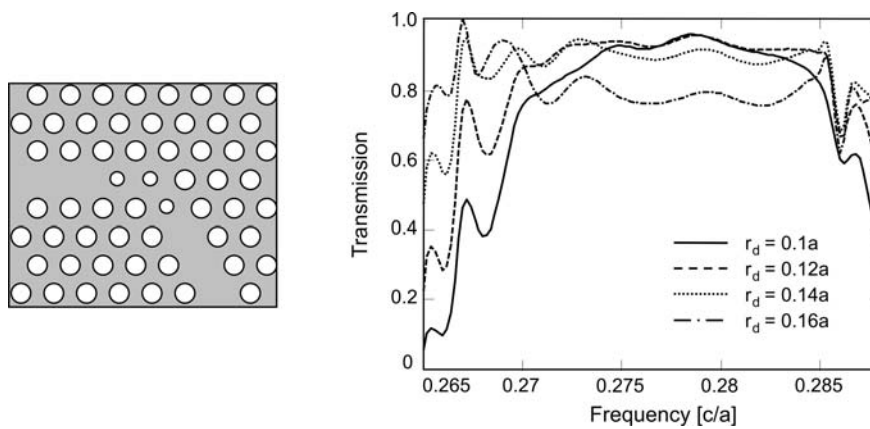 1.0
0.8
0.6
0.4
0.2
0
Transmission
r_d = 0.1a
r_d = 0.12a
r_d = 0.14a
r_d = 0.16a
0.265 0.27 0.275 0.28 0.285
Frequency [c/a]